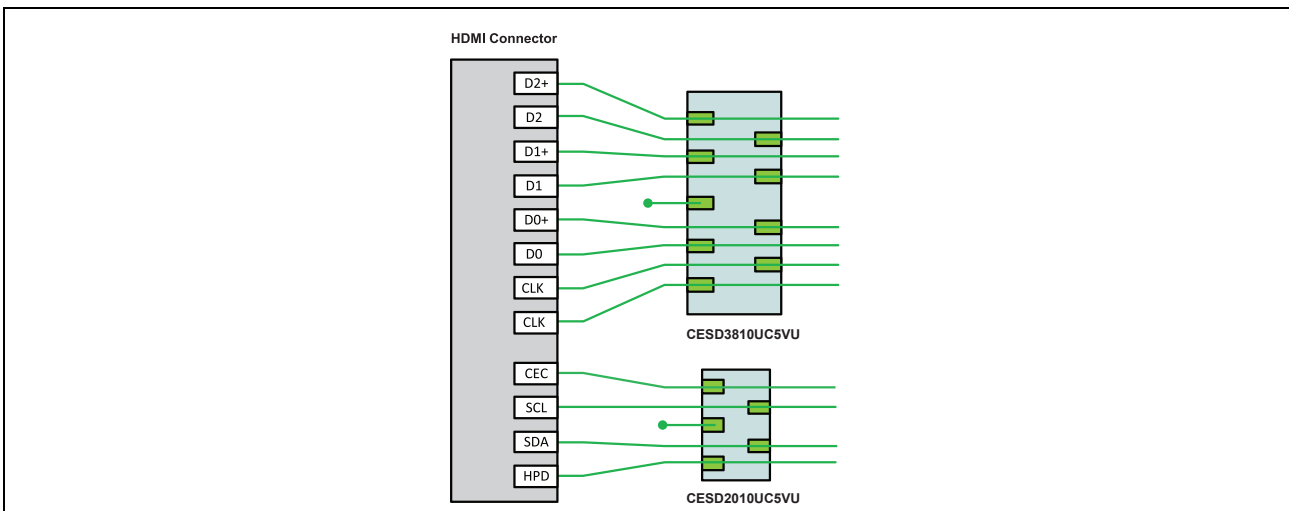 HDMI Connector
D2+
D2
D1+
D1
D0+
D0
CLK
CLK
CESD3810UC5VU
CEC
SCL
SDA
HPD
CESD2010UC5VU